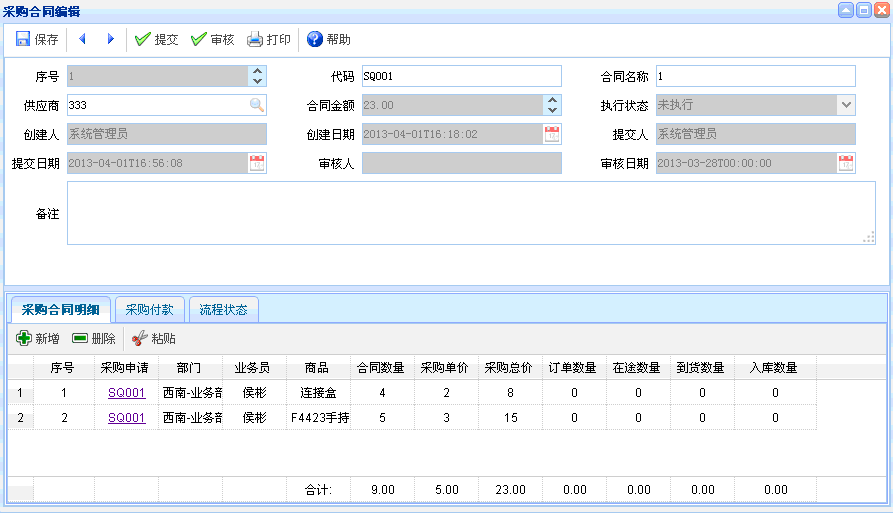 采购合同编辑
保存 提交 审核 打印 帮助
序号 1 代码 SQ001 合同名称 1
供应商 333 合同金额 23.00 执行状态 未执行
创建人 系统管理员 创建日期 2013-04-01T16:18:02 提交人 系统管理员
提交日期 2013-04-01T16:56:08 审核人 审核日期 2013-03-28T00:00:00
备注
采购合同明细 采购付款 流程状态
新增 删除 粘贴
序号 采购申请 部门 业务员 商品 合同数量 采购单价 采购总价 订单数量 在途数量 到货数量 入库数量
1 1 SQ001 西南-业务部 侯彬 连接盒 4 2 8 0 0 0 0
2 2 SQ001 西南-业务部 侯彬 F4423手持 5 3 15 0 0 0 0
合计: 9.00 5.00 23.00 0.00 0.00 0.00 0.00